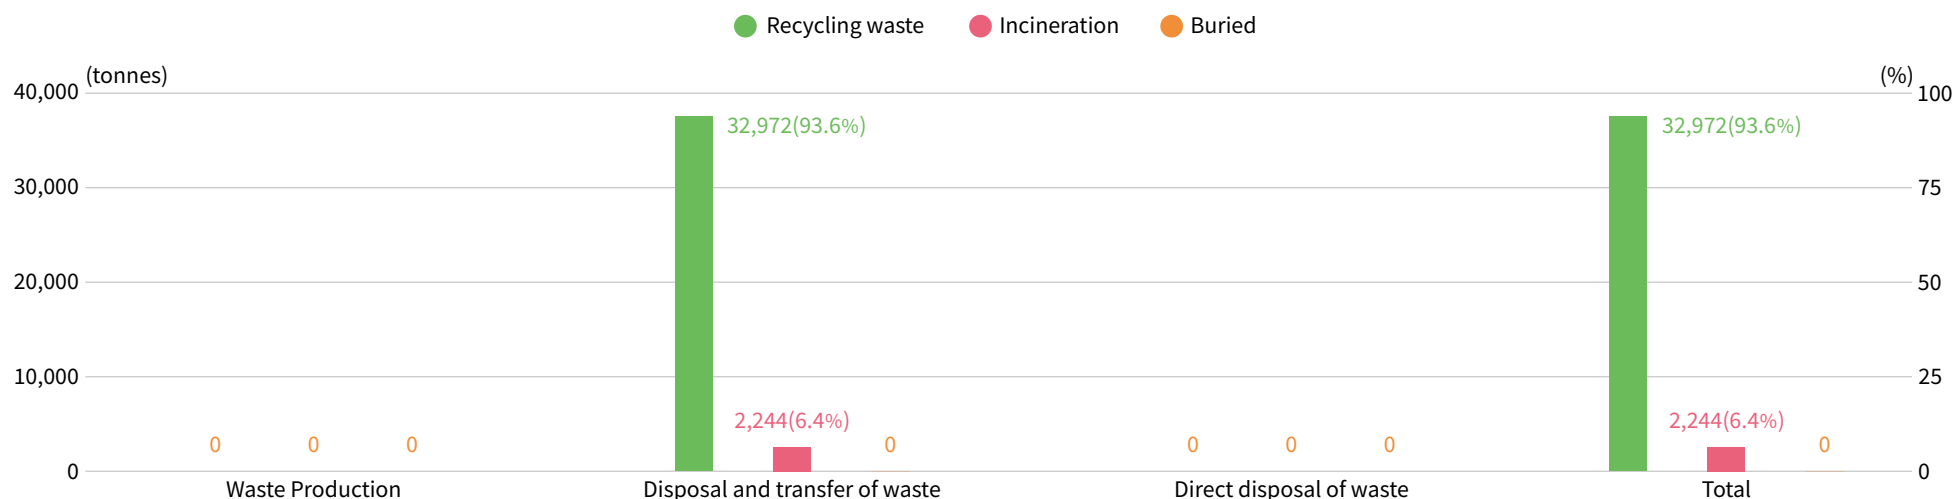 Recycling waste Incineration Buried
(tonnes) (%)
40,000 100
32,972(93.6%) 32,972(93.6%)
30,000 75
20,000 50
10,000 25
2,244(6.4%) 2,244(6.4%)
0 0 0 0 0 0 0 0
0 0
Waste Production Disposal and transfer of waste Direct disposal of waste Total